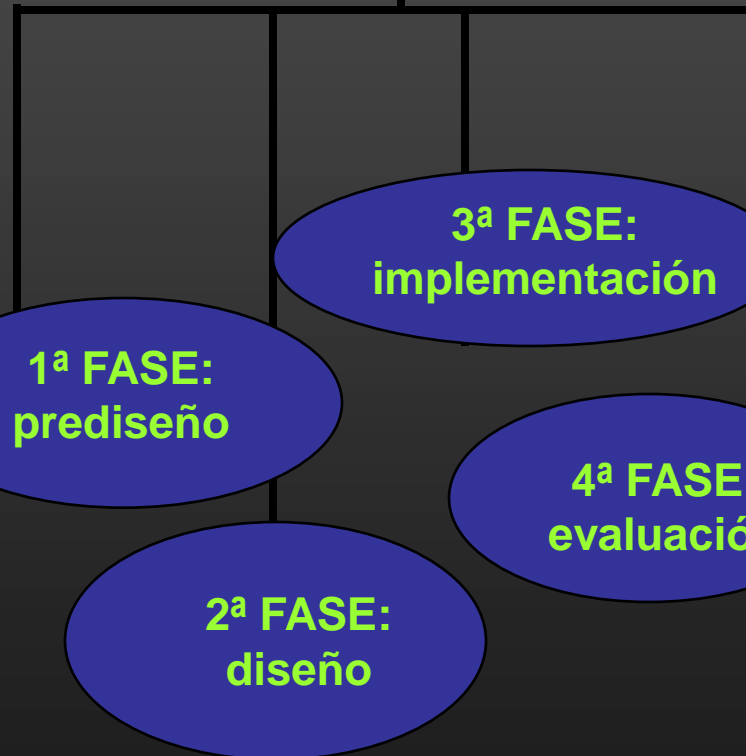 1ª FASE:
prediseño
2ª FASE:
diseño
3ª FASE:
implementación
4ª FASE
evaluació